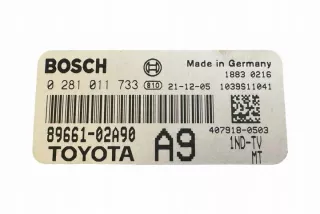 BOSCH
Made in Germany
1883 0216
0 281 011 733 B10 21-12-05 1039S11041
89661-02A90
TOYOTA
A9
407918-0503
1ND-TV
MT